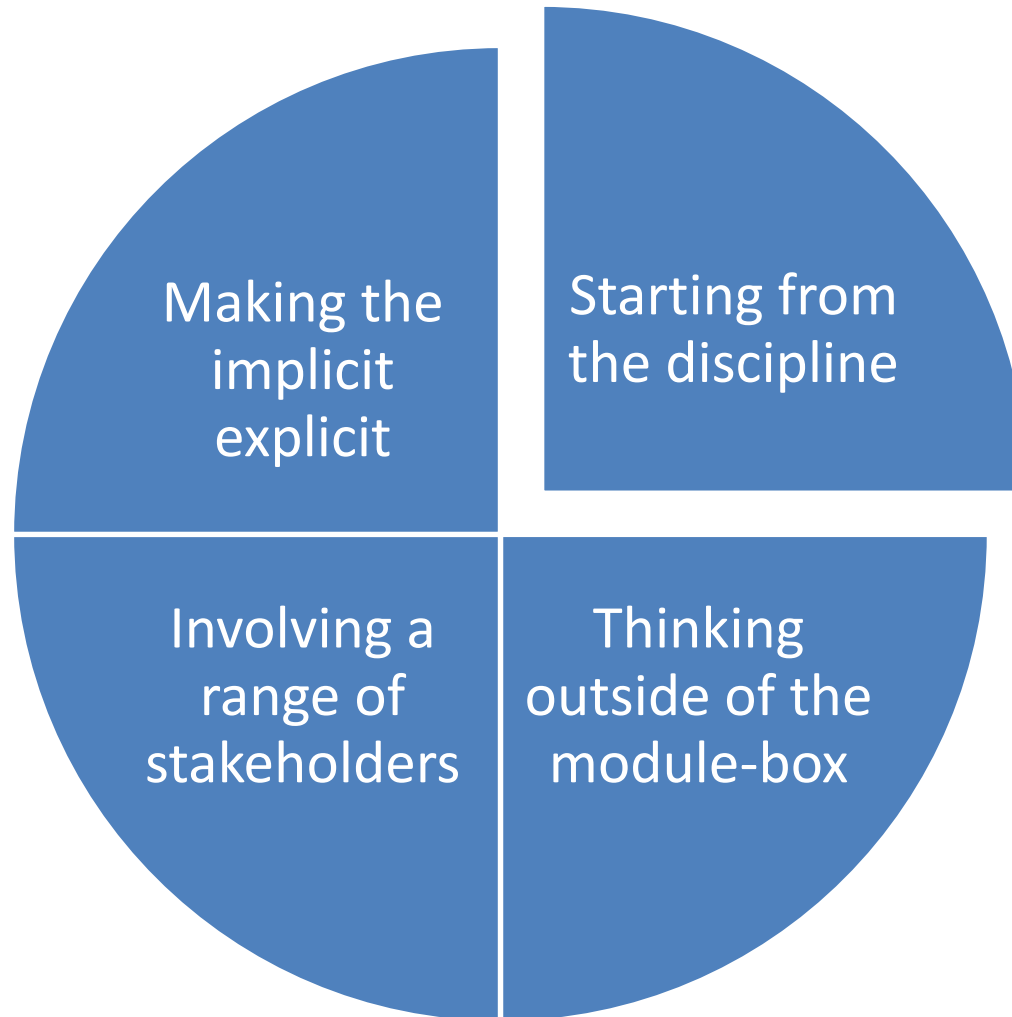 Making the
implicit
explicit
Starting from
the discipline
Involving a
range of
stakeholders
Thinking
outside of the
module-box